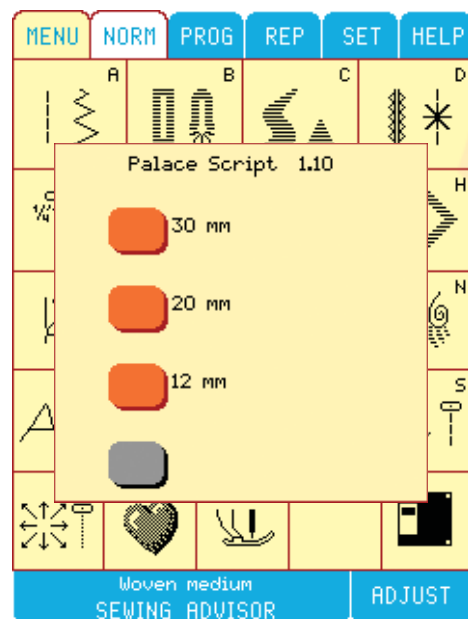 MENU NORM PROG REP SET HELP
A B C D
Palace Script 1.10
H
30 MM
N
20 MM
S
12 MM
Woven medium
SEWING ADVISOR ADJUST